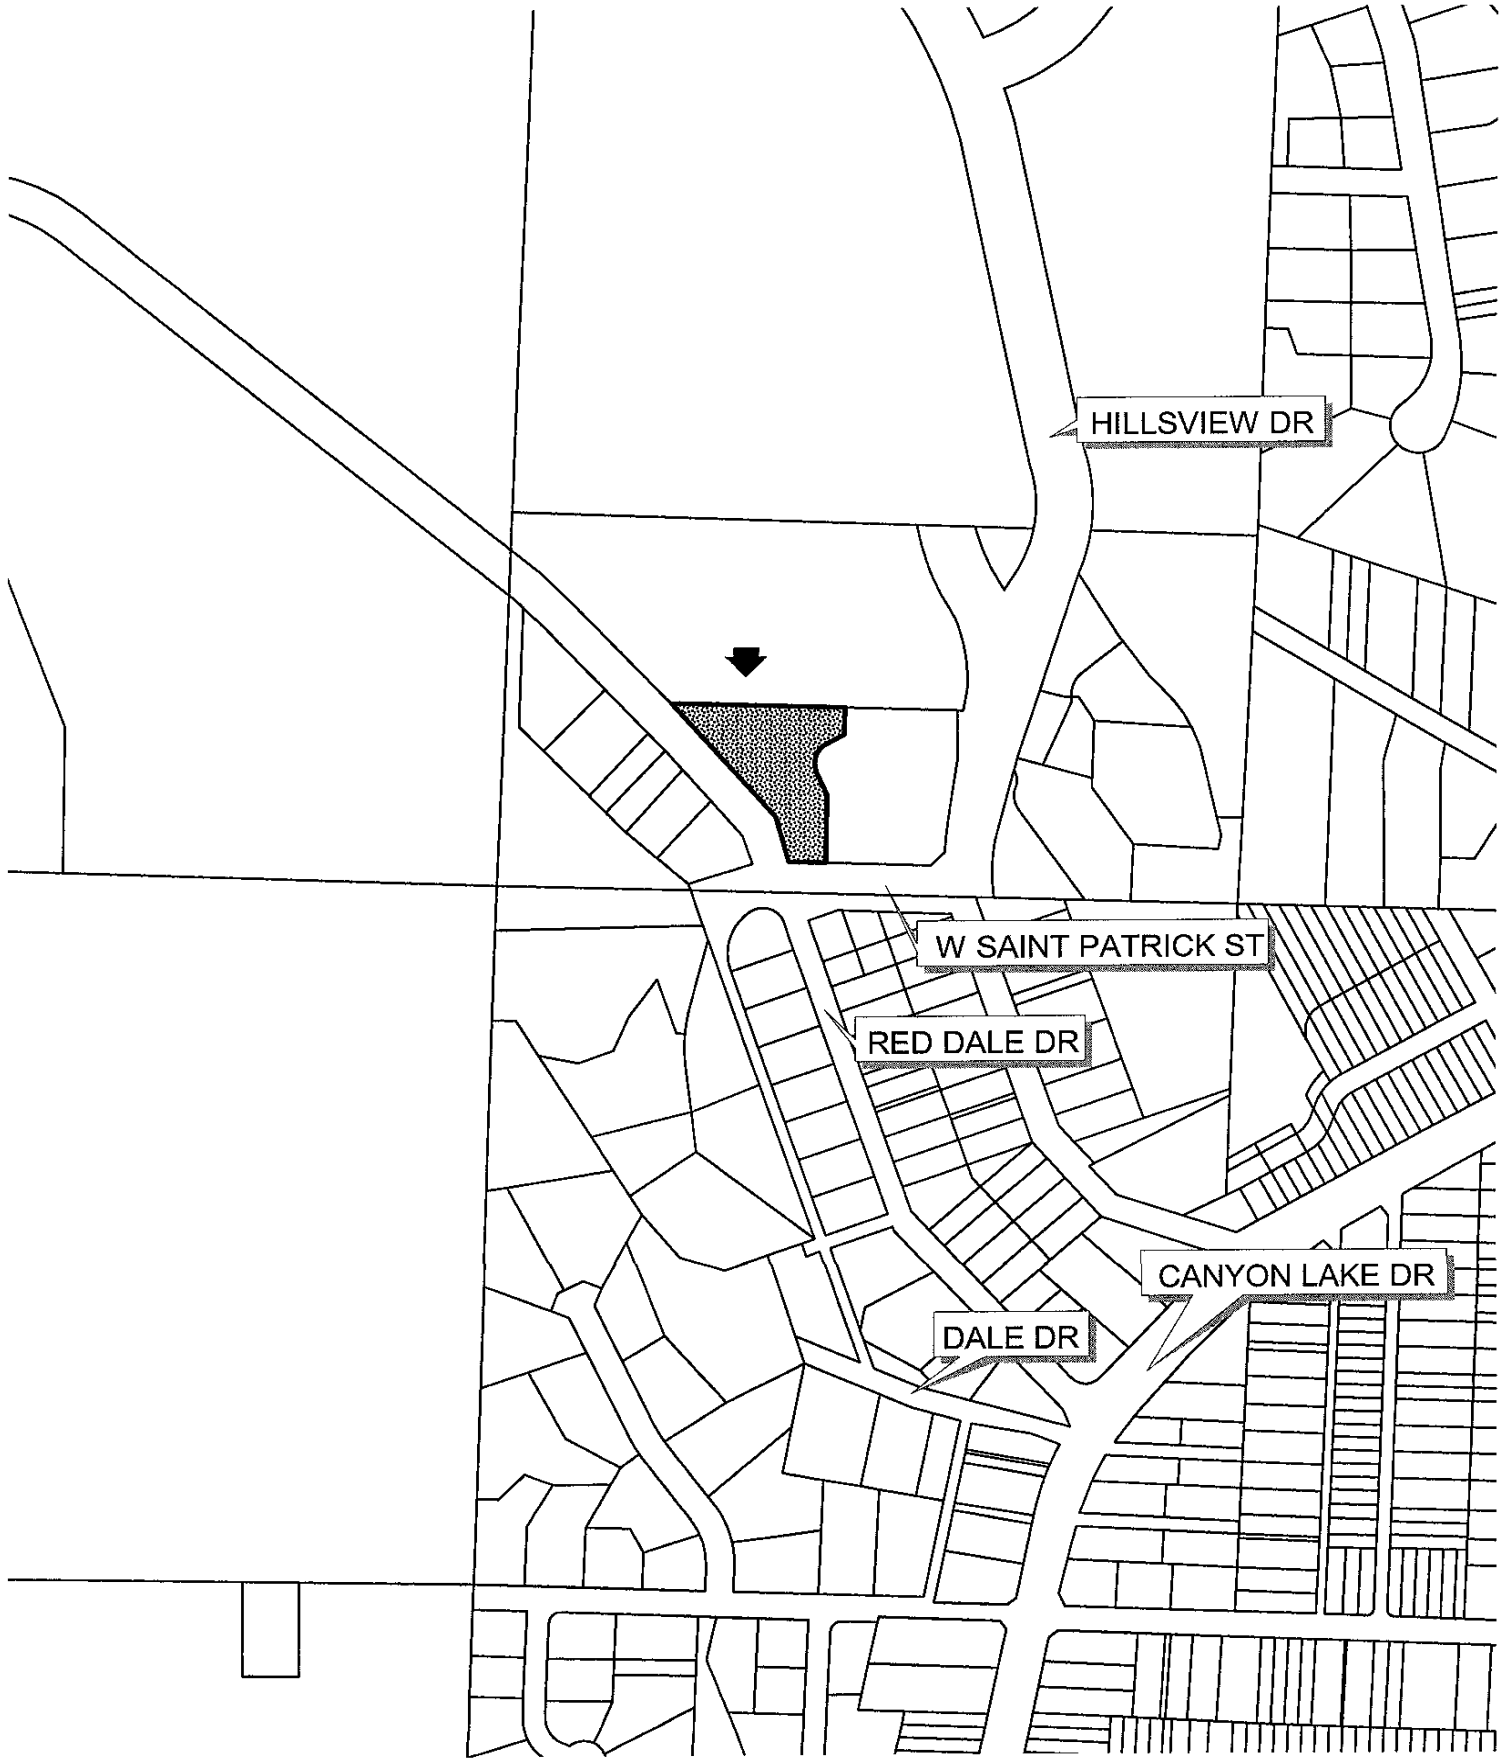 HILLSVIEW DR
W SAINT PATRICK ST
RED DALE DR
CANYON LAKE DR
DALE DR